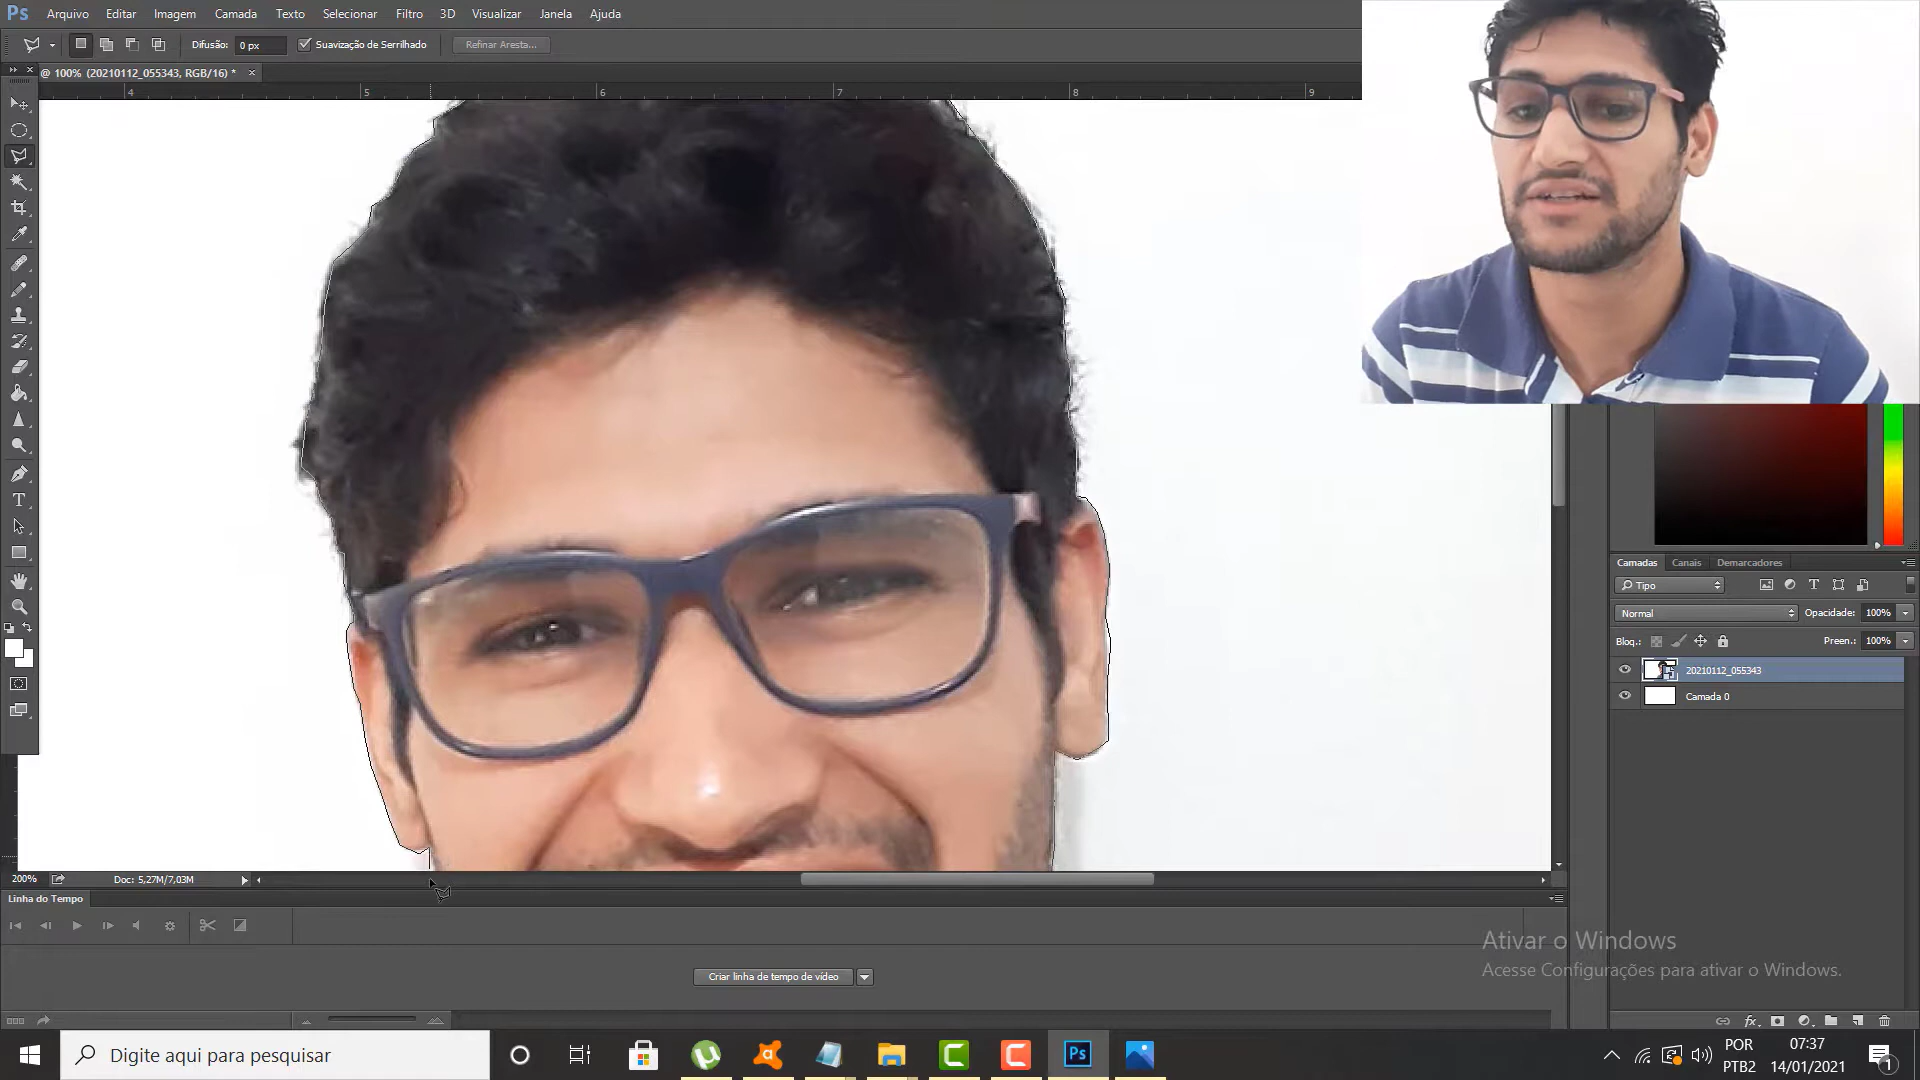 Ps Arquivo Editar Imagem Camada Texto Selecionar Filtro 3D Visualizar Janela Ajuda
Difusão: 0 px Suavização de Serrilhado Refinar Aresta...
@ 100% (20210112_055343, RGB/16) * ×
4 5 6 7 8 9
T
Camadas Canais Demarcadores
Tipo T
Normal Opacidade: 100%
Bloq.: Preen.: 100%
20210112_055343
Camada 0
200% Doc: 5,27M/7,03M
Linha do Tempo
Criar linha de tempo de vídeo
Ativar o Windows
Acesse Configurações para ativar o Windows.
fx
Digite aqui para pesquisar
Ps
POR
PTB2
07:37
14/01/2021
1